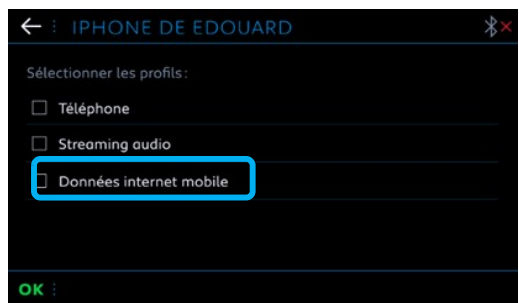 IPHONE DE EDOUARD
Sélectionner les profils:
Téléphone
Streaming audio
Données internet mobile
OK